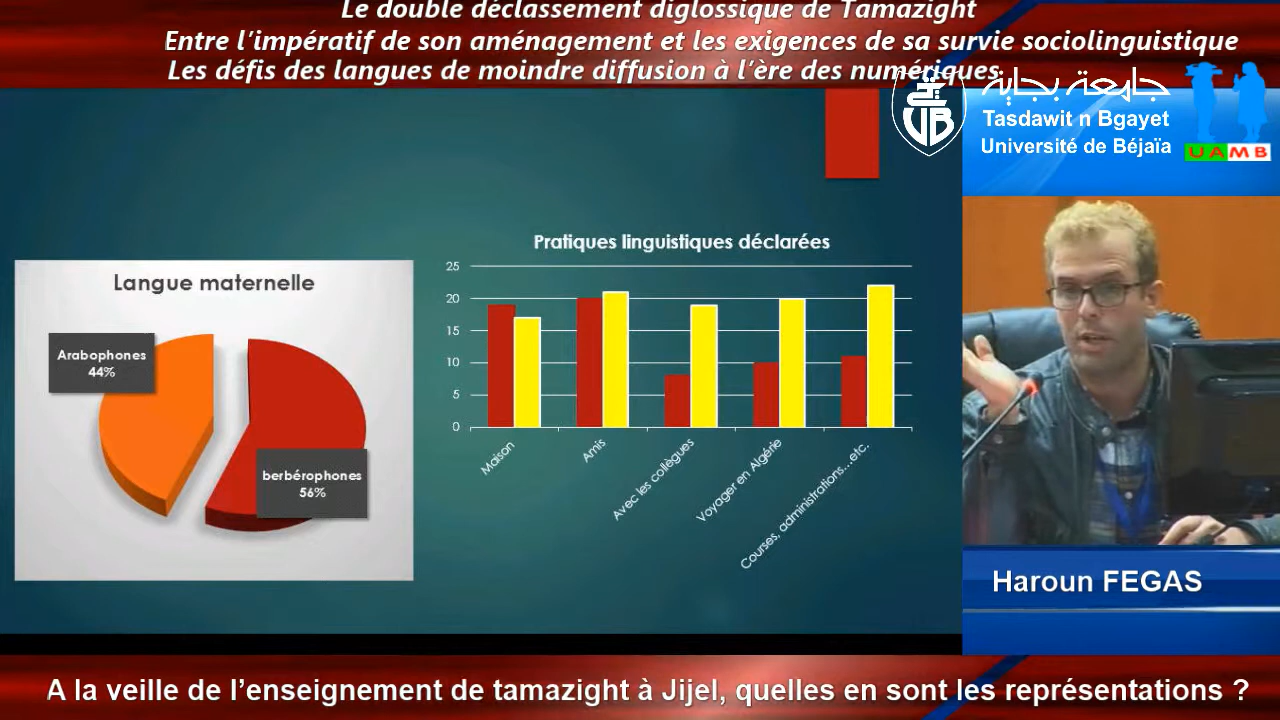 Le double déclassement diglossique de Tamazight
Entre l'impératif de son aménagement et les exigences de sa survie sociolinguistique
Les défis des langues de moindre diffusion à l'ère des numériques
جامعة بجاية
Tasdawit n Bgayet
Université de Béjaïa
UB
UAMB
Langue maternelle
Arabophones
44%
berbérophones
56%
Pratiques linguistiques déclarées
25
20
15
10
5
0
Maison
Amis
Avec les collègues
Voyager en Algérie
Courses, administrations...etc.
Haroun FEGAS
A la veille de l'enseignement de tamazight à Jijel, quelles en sont les représentations ?